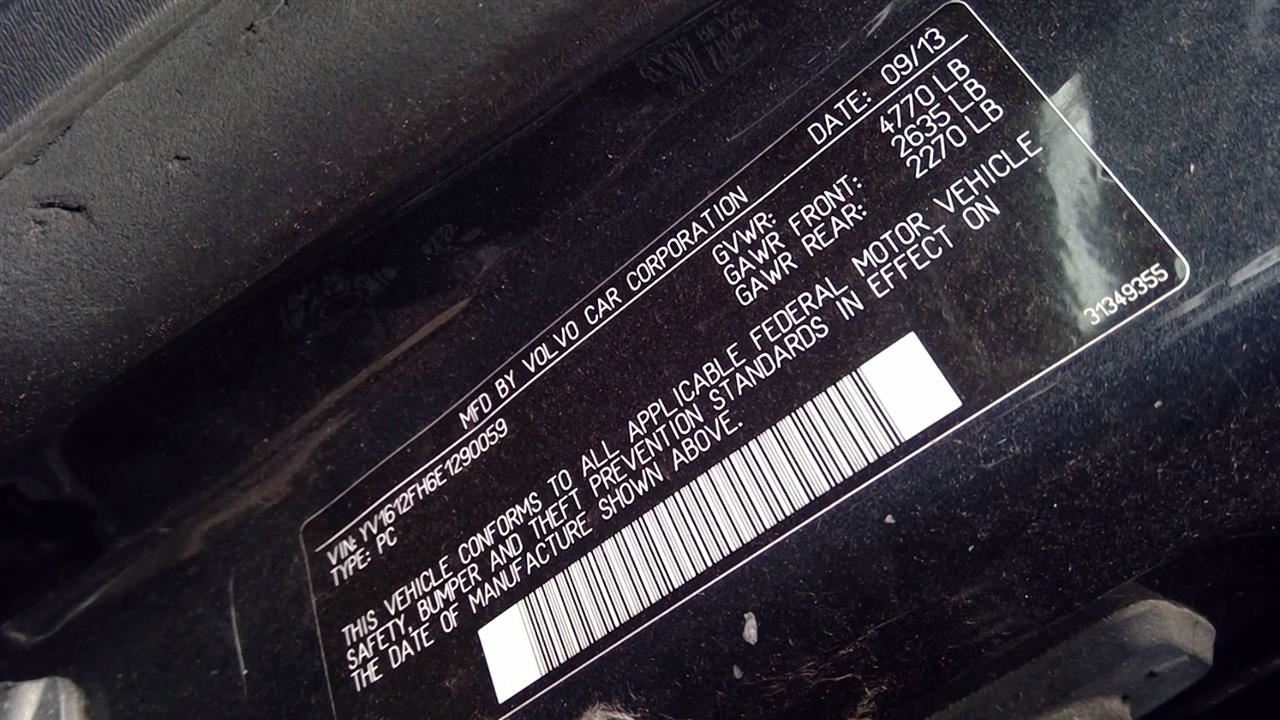 MFD BY VOLVO CAR CORPORATION DATE: 09/13
VIN: YV1612FH6E1290059
TYPE: PC
GVWR: 4770 LB
GAWR FRONT: 2635 LB
GAWR REAR: 2270 LB
THIS VEHICLE CONFORMS TO ALL APPLICABLE FEDERAL MOTOR VEHICLE
SAFETY, BUMPER AND THEFT PREVENTION STANDARDS IN EFFECT ON
THE DATE OF MANUFACTURE SHOWN ABOVE.
31349355